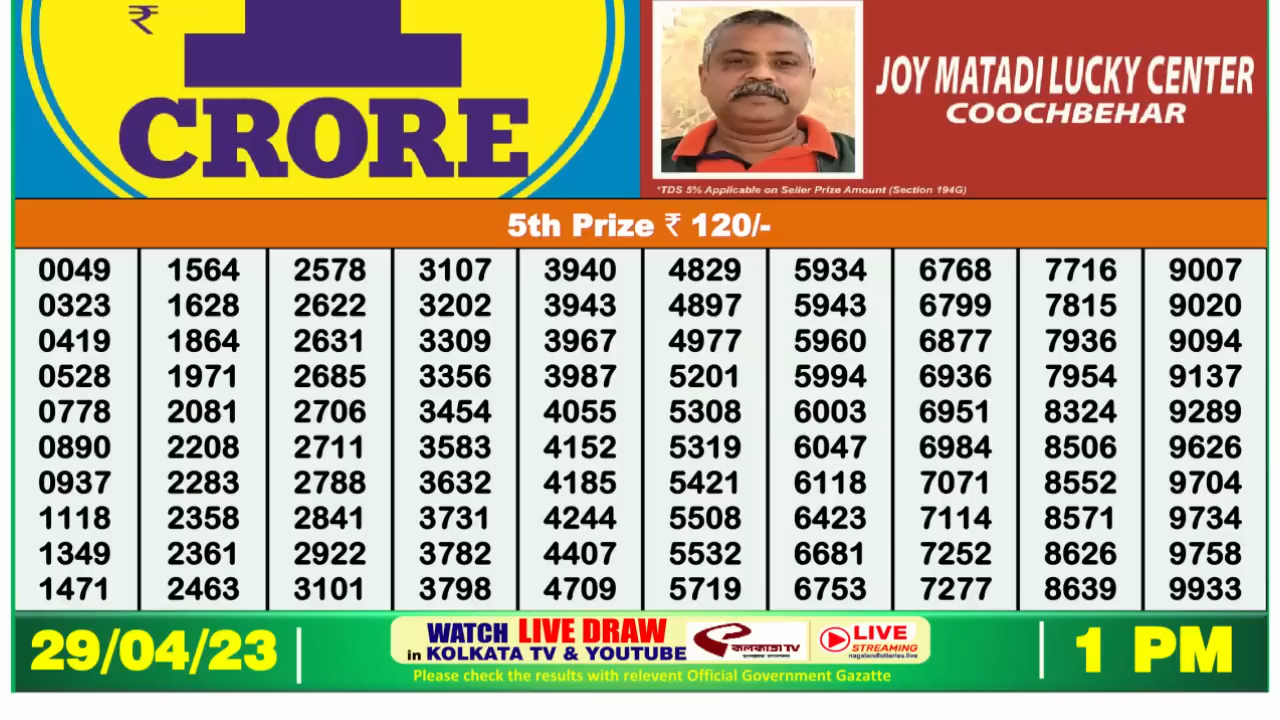 ₹
CRORE
JOY MATADI LUCKY CENTER
COOCHBEHAR
*TDS 5% Applicable on Seller Prize Amount (Section 194G)
5th Prize ₹ 120/-
0049 1564 2578 3107 3940 4829 5934 6768 7716 9007
0323 1628 2622 3202 3943 4897 5943 6799 7815 9020
0419 1864 2631 3309 3967 4977 5960 6877 7936 9094
0528 1971 2685 3356 3987 5201 5994 6936 7954 9137
0778 2081 2706 3454 4055 5308 6003 6951 8324 9289
0890 2208 2711 3583 4152 5319 6047 6984 8506 9626
0937 2283 2788 3632 4185 5421 6118 7071 8552 9704
1118 2358 2841 3731 4244 5508 6423 7114 8571 9734
1349 2361 2922 3782 4407 5532 6681 7252 8626 9758
1471 2463 3101 3798 4709 5719 6753 7277 8639 9933
29/04/23
WATCH LIVE DRAW
in KOLKATA TV & YOUTUBE
কলকাতা TV
LIVE
STREAMING
nagalandlotteries.live
1 PM
Please check the results with relevent Official Government Gazatte